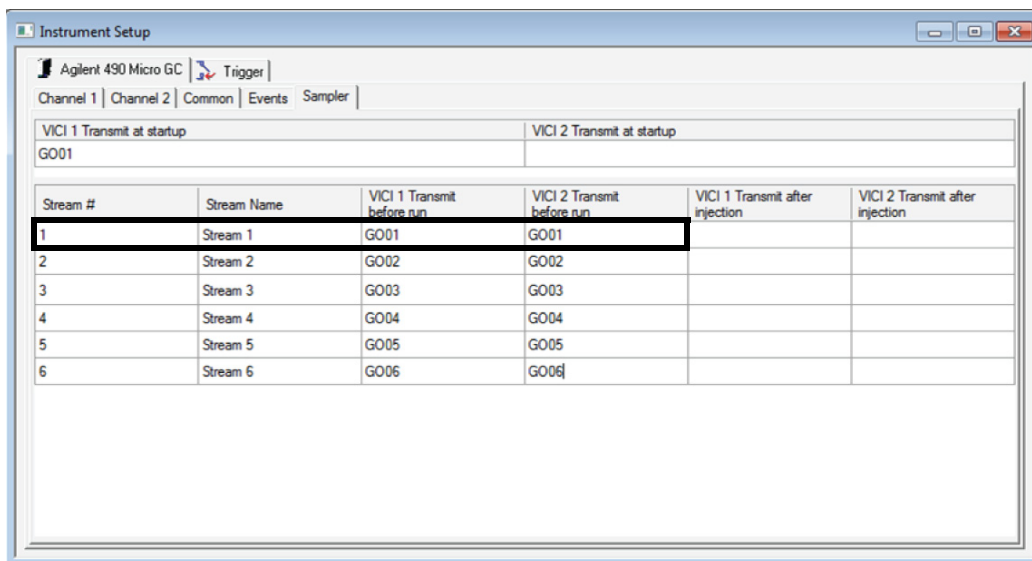 Instrument Setup
Agilent 490 Micro GC Trigger
Channel 1 Channel 2 Common Events Sampler
VICI 1 Transmit at startup VICI 2 Transmit at startup
GO01
Stream # Stream Name VICI 1 Transmit before run VICI 2 Transmit before run VICI 1 Transmit after injection VICI 2 Transmit after injection
1 Stream 1 GO01 GO01
2 Stream 2 GO02 GO02
3 Stream 3 GO03 GO03
4 Stream 4 GO04 GO04
5 Stream 5 GO05 GO05
6 Stream 6 GO06 GO06